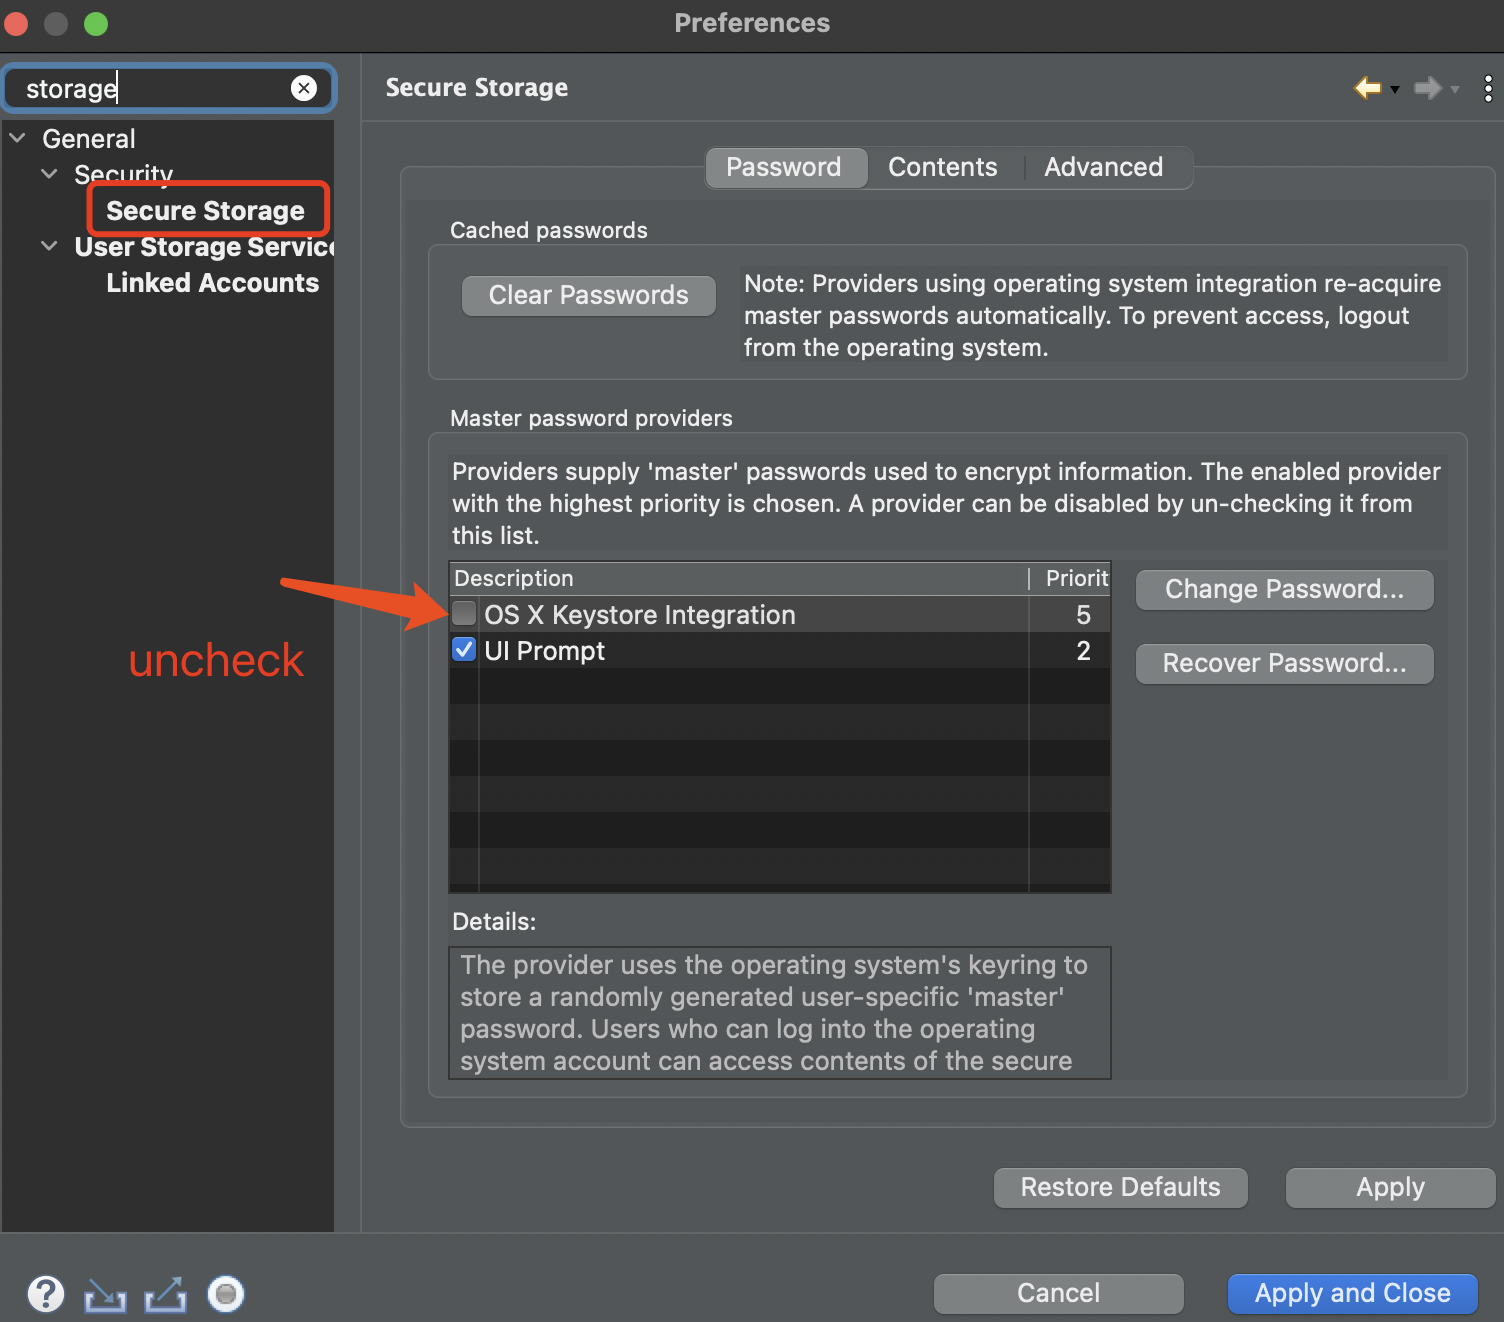 Preferences
storage
General
Security
Secure Storage
User Storage Servic
Linked Accounts
uncheck
Secure Storage
Password
Contents
Advanced
Cached passwords
Clear Passwords
Note: Providers using operating system integration re-acquire
master passwords automatically. To prevent access, logout
from the operating system.
Master password providers
Providers supply 'master' passwords used to encrypt information. The enabled provider
with the highest priority is chosen. A provider can be disabled by un-checking it from
this list.
Description Priorit
OS X Keystore Integration 5
UI Prompt 2
Change Password...
Recover Password...
Details:
The provider uses the operating system's keyring to
store a randomly generated user-specific 'master'
password. Users who can log into the operating
system account can access contents of the secure
Restore Defaults
Apply
?
Cancel
Apply and Close